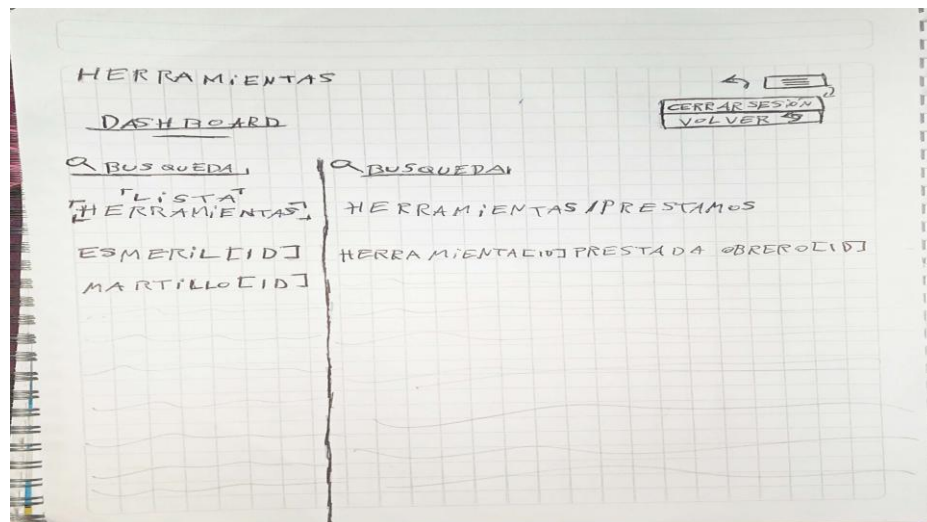 HERRAMiENTAS
DASHBOARD
CERRAR SESiÓN
VOLVER
BUSQUEDA
LiSTA
[HERRAMiENTAS]
ESMERiL[ID]
MARTiLLO[ID]
BUSQUEDA
HERRAMiENTAS/PRESTAMOS
HERRAMiENTA[ID] PRESTADA OBRERO[ID]